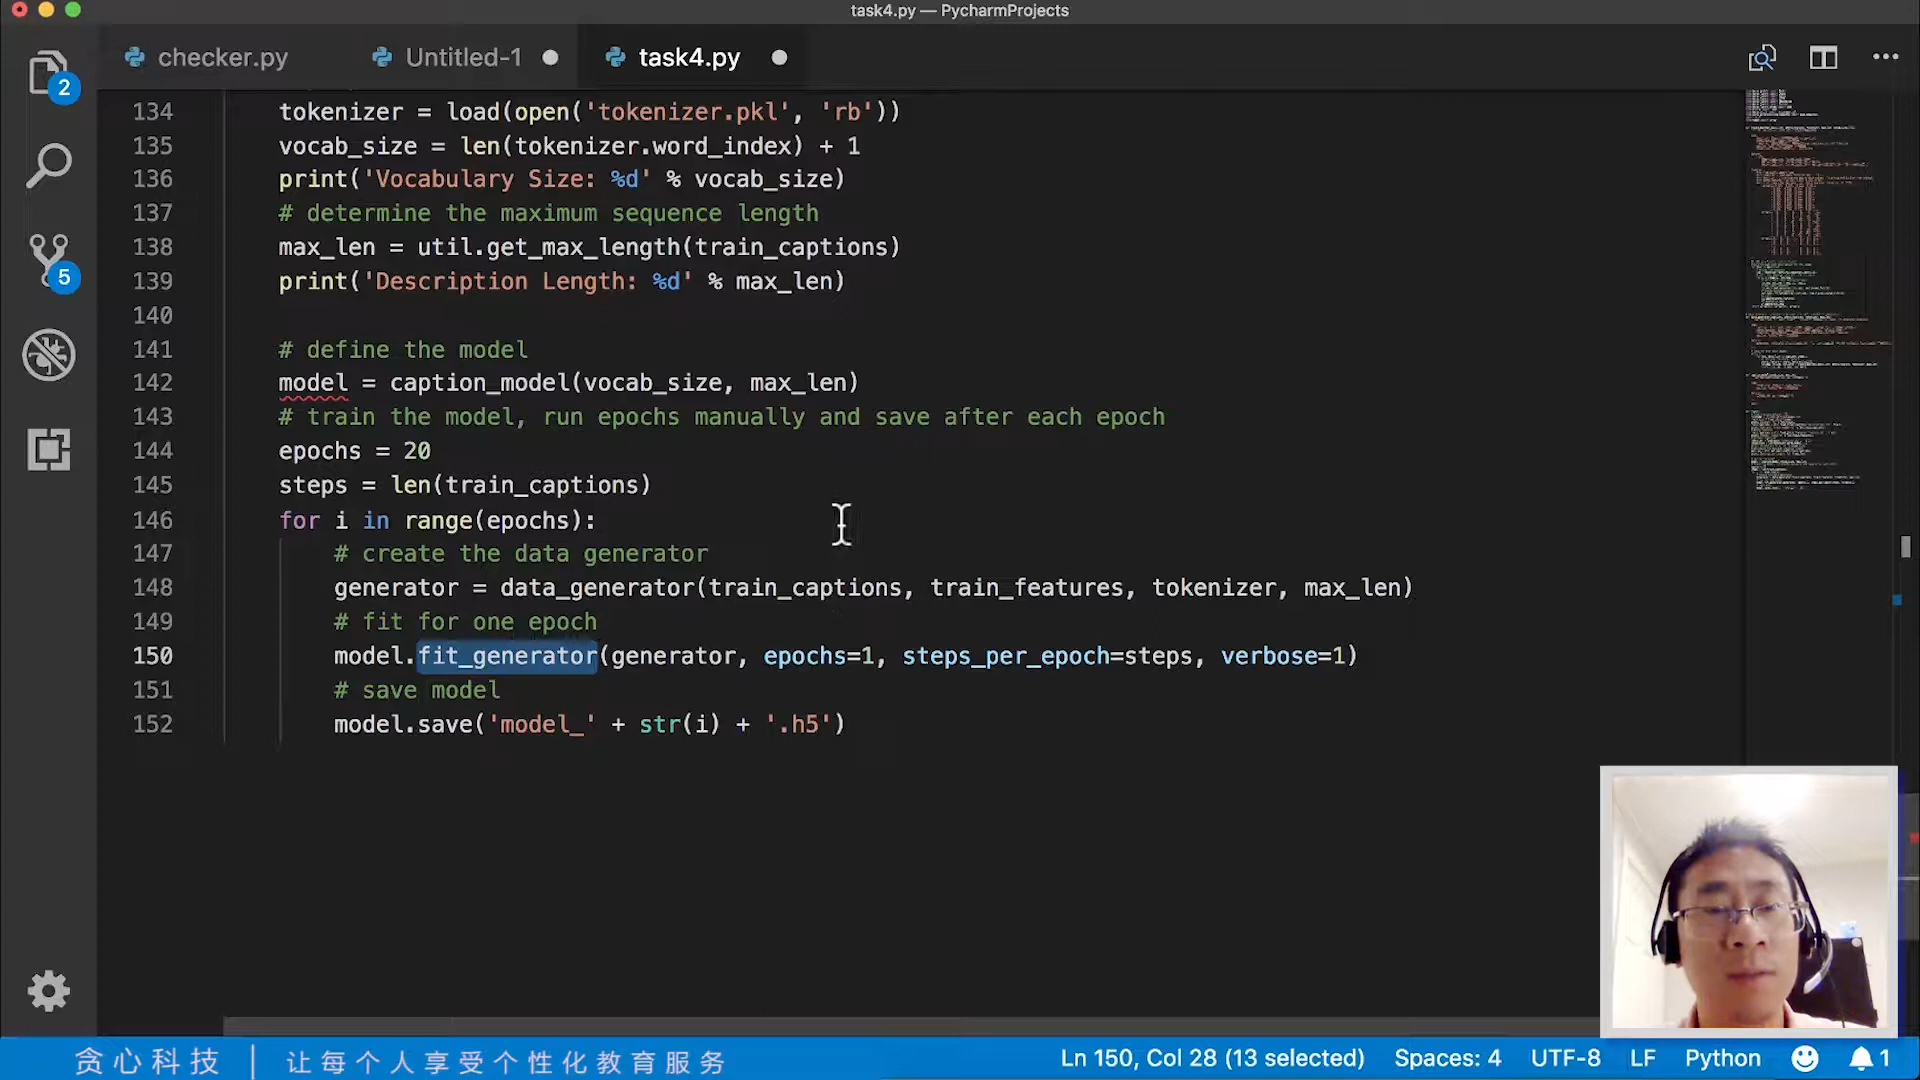 task4.py — PycharmProjects
checker.py
Untitled-1
task4.py
2
5
134 tokenizer = load(open('tokenizer.pkl', 'rb'))
135 vocab_size = len(tokenizer.word_index) + 1
136 print('Vocabulary Size: %d' % vocab_size)
137 # determine the maximum sequence length
138 max_len = util.get_max_length(train_captions)
139 print('Description Length: %d' % max_len)
140
141 # define the model
142 model = caption_model(vocab_size, max_len)
143 # train the model, run epochs manually and save after each epoch
144 epochs = 20
145 steps = len(train_captions)
146 for i in range(epochs):
147 # create the data generator
148 generator = data_generator(train_captions, train_features, tokenizer, max_len)
149 # fit for one epoch
150 model.fit_generator(generator, epochs=1, steps_per_epoch=steps, verbose=1)
151 # save model
152 model.save('model_' + str(i) + '.h5')
贪心科技 | 让每个人享受个性化教育服务
Ln 150, Col 28 (13 selected) Spaces: 4 UTF-8 LF Python 1